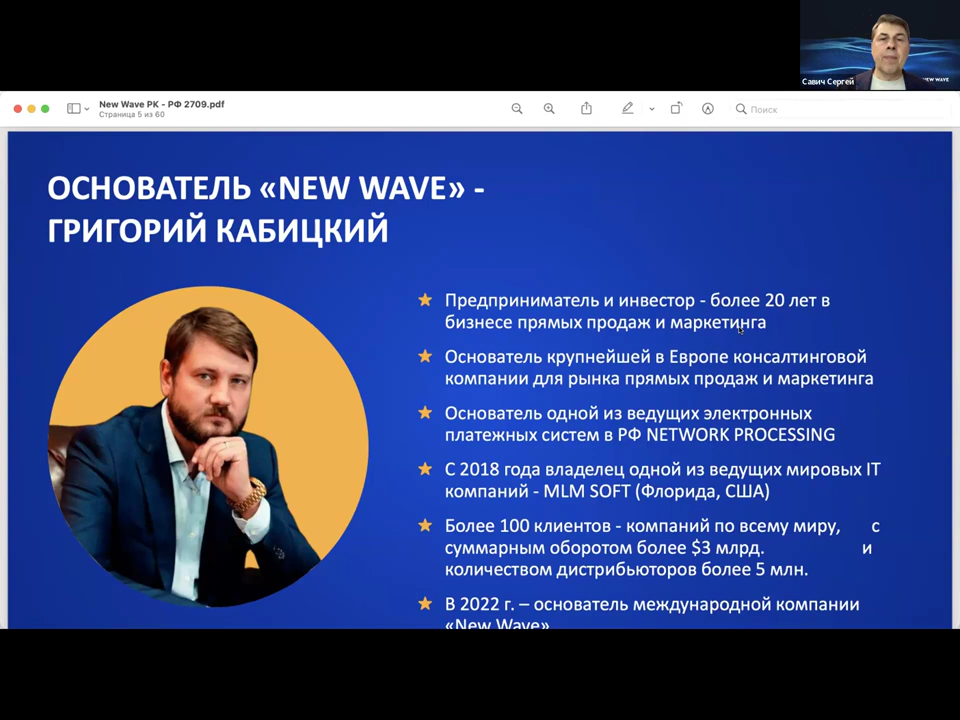 Савич Сергей
NEW WAVE
New Wave РК - РФ 2709.pdf
Страница 5 из 60
Поиск
ОСНОВАТЕЛЬ «NEW WAVE» -
ГРИГОРИЙ КАБИЦКИЙ
Предприниматель и инвестор - более 20 лет в
бизнесе прямых продаж и маркетинга
Основатель крупнейшей в Европе консалтинговой
компании для рынка прямых продаж и маркетинга
Основатель одной из ведущих электронных
платежных систем в РФ NETWORK PROCESSING
С 2018 года владелец одной из ведущих мировых IT
компаний - MLM SOFT (Флорида, США)
Более 100 клиентов - компаний по всему миру, с
суммарным оборотом более $3 млрд. и
количеством дистрибьюторов более 5 млн.
В 2022 г. – основатель международной компании
«New Wave»